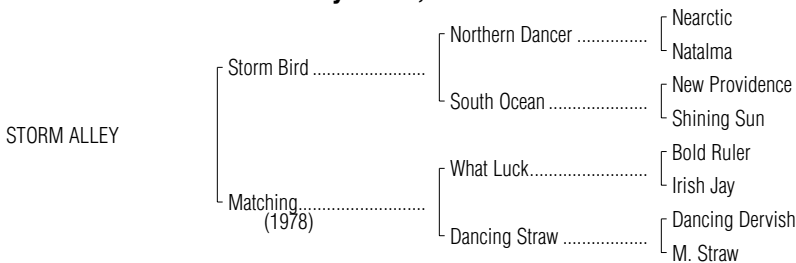 Nearctic
Northern Dancer ...............
Natalma
Storm Bird ........................
New Providence
South Ocean .....................
Shining Sun
STORM ALLEY
Bold Ruler
What Luck.........................
Irish Jay
Matching...........................
(1978)
Dancing Dervish
Dancing Straw ..................
M. Straw